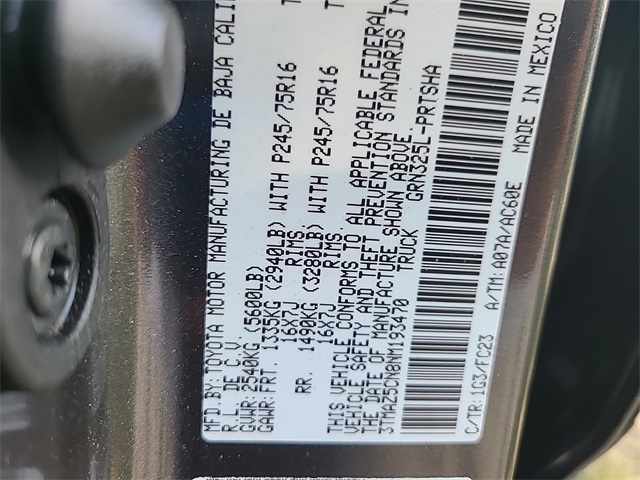 MFD.BY: TOYOTA MOTOR MANUFACTURING DE BAJA CALI
R.L. DE C.V.
GVWR: 2540KG (5600LB)
GAWR: FRT. 1335KG (2940LB) WITH P245/75R16 T
16X7J RIMS.
RR. 1490KG (3280LB) WITH P245/75R16 T
16X7J RIMS.
THIS VEHICLE CONFORMS TO ALL APPLICABLE FEDERAL
VEHICLE SAFETY AND THEFT PREVENTION STANDARDS IN
THE DATE OF MANUFACTURE SHOWN ABOVE.
3TMAZ5CN8NM193470 TRUCK GRN325L-PRTSHA
C/TR: 1G3/FC23 A/TM: A07A/AC60E MADE IN MEXICO